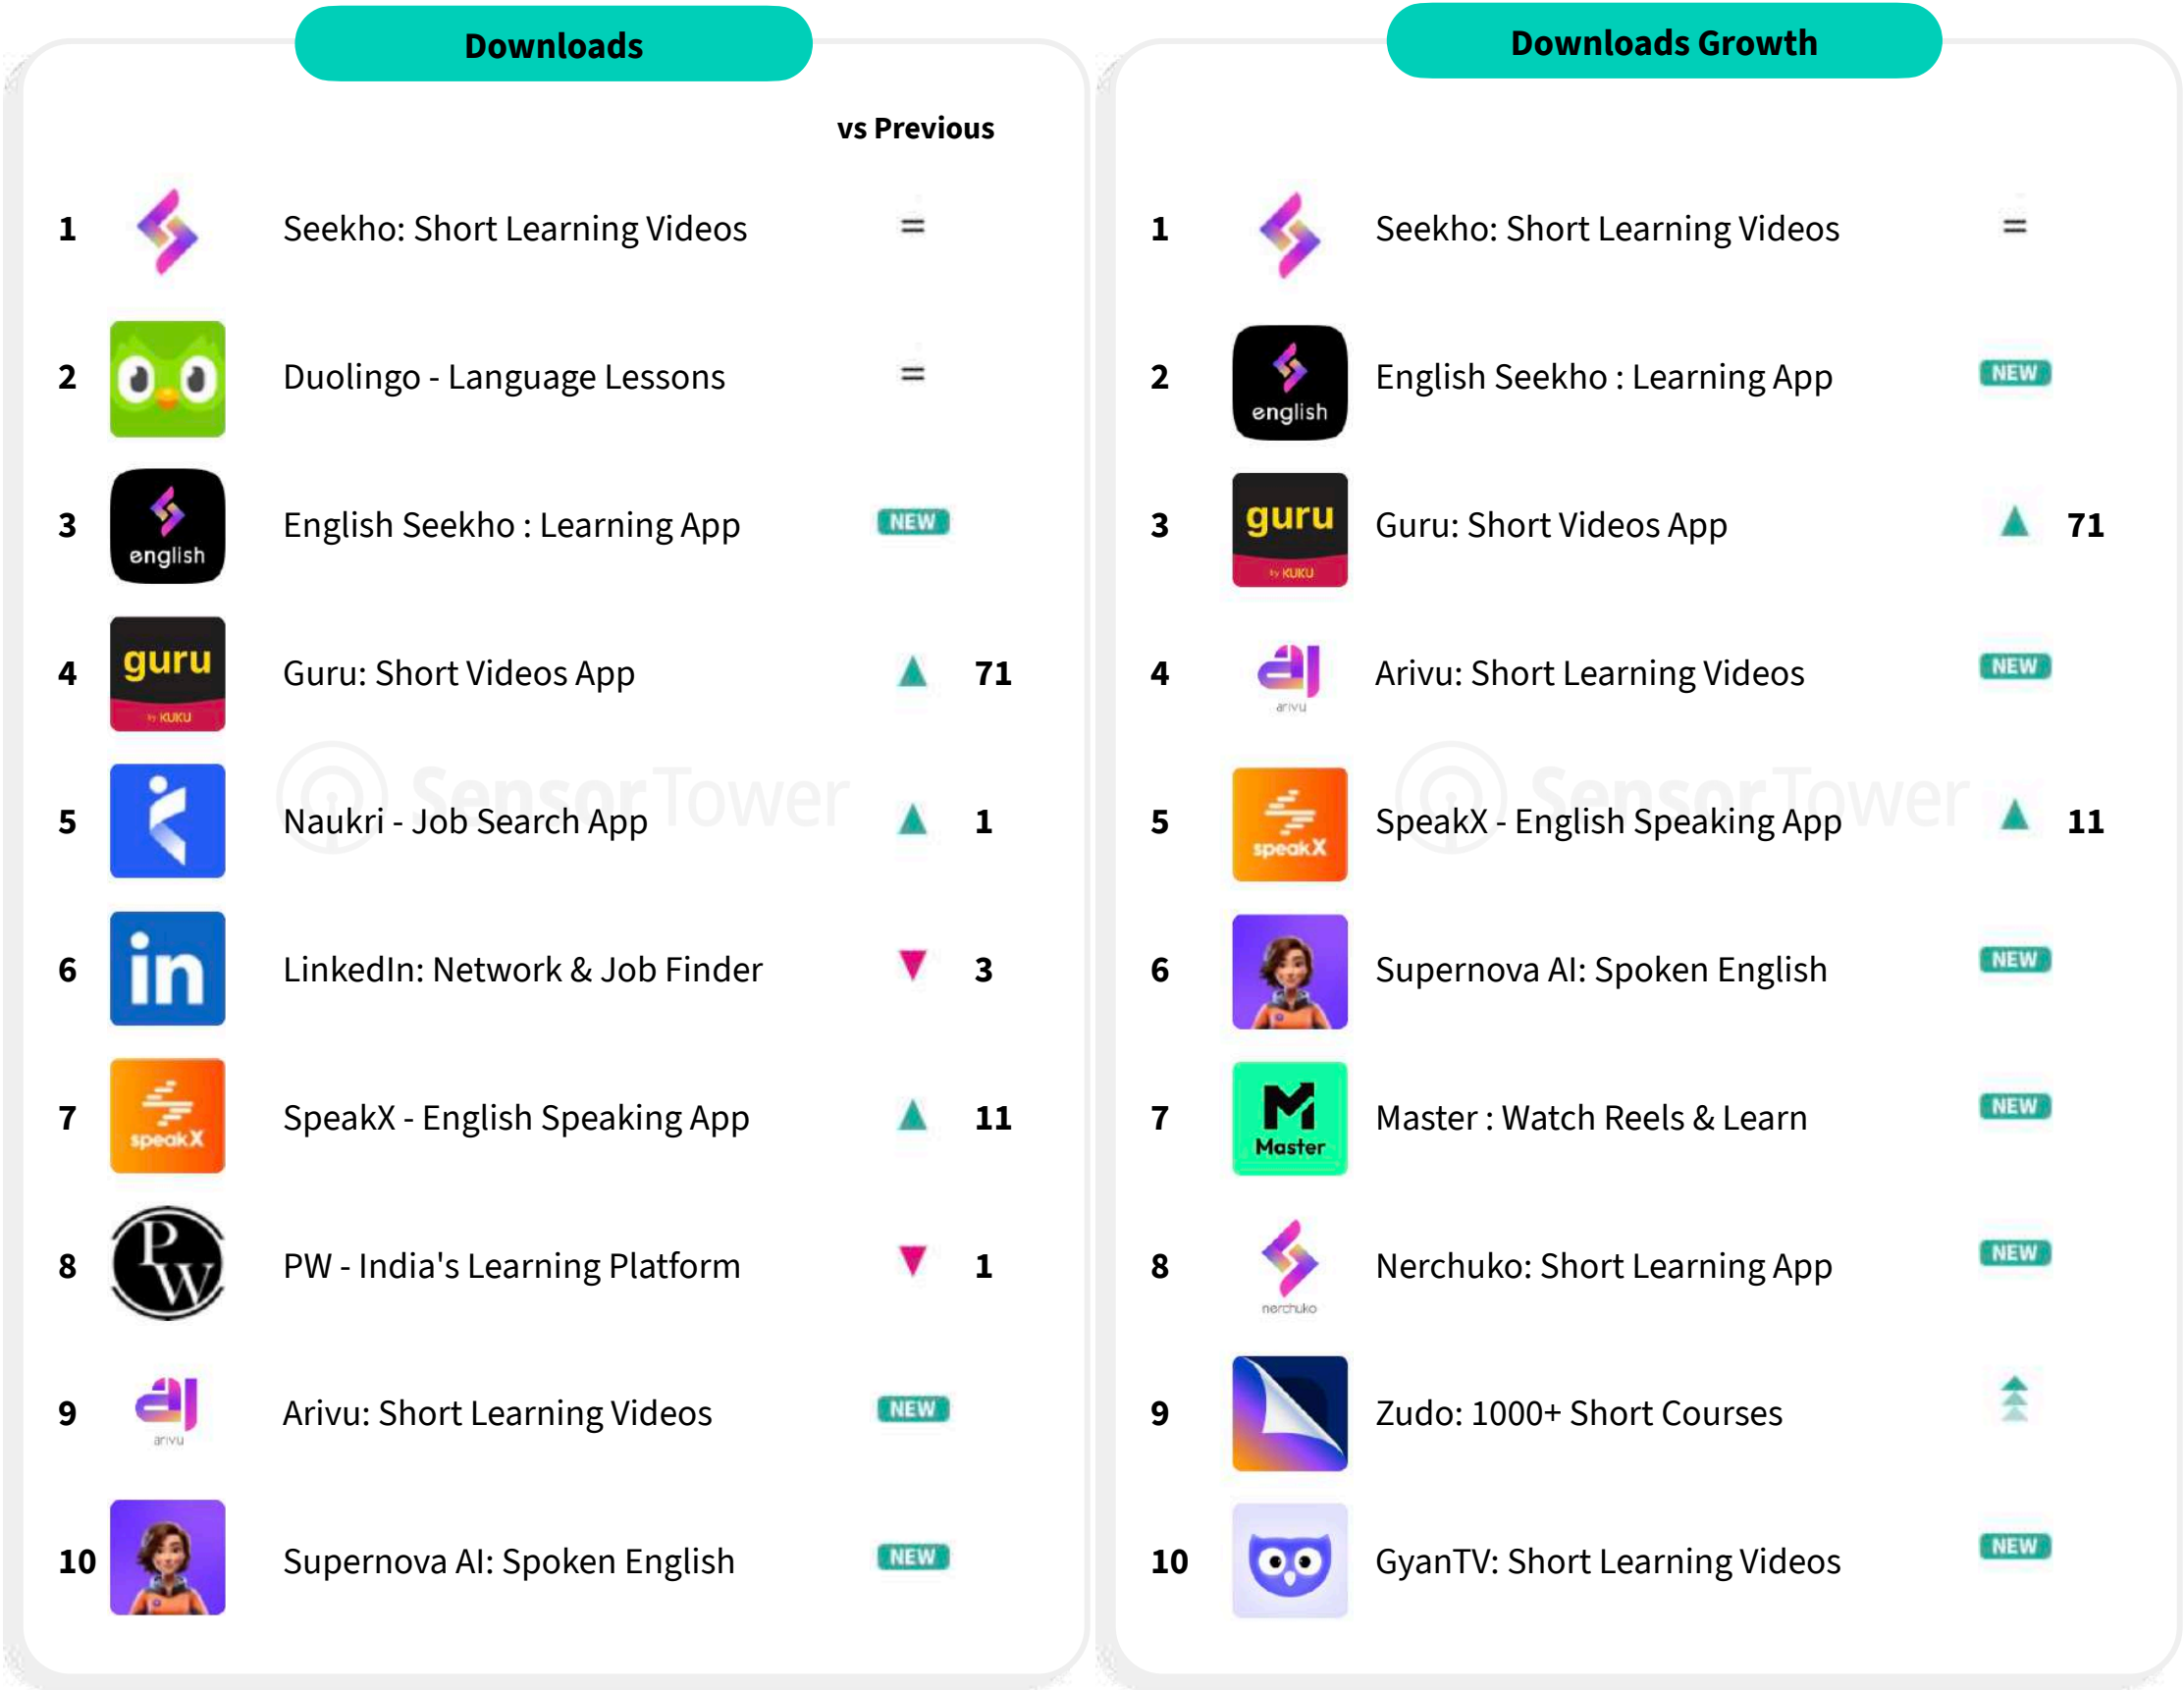 Downloads
vs Previous
1 Seekho: Short Learning Videos =
2 Duolingo - Language Lessons =
3 english English Seekho : Learning App NEW
4 guru by KUKU Guru: Short Videos App ▲ 71
5 Naukri - Job Search App ▲ 1
6 in LinkedIn: Network & Job Finder ▼ 3
7 speakX SpeakX - English Speaking App ▲ 11
8 PW PW - India's Learning Platform ▼ 1
9 arivu Arivu: Short Learning Videos NEW
10 Supernova AI: Spoken English NEW
SensorTower
Downloads Growth
1 Seekho: Short Learning Videos =
2 english English Seekho : Learning App NEW
3 guru by KUKU Guru: Short Videos App ▲ 71
4 arivu Arivu: Short Learning Videos NEW
5 speakX SpeakX - English Speaking App ▲ 11
6 Supernova AI: Spoken English NEW
7 Master Master : Watch Reels & Learn NEW
8 nerchuko Nerchuko: Short Learning App NEW
9 Zudo: 1000+ Short Courses
10 GyanTV: Short Learning Videos NEW
SensorTower